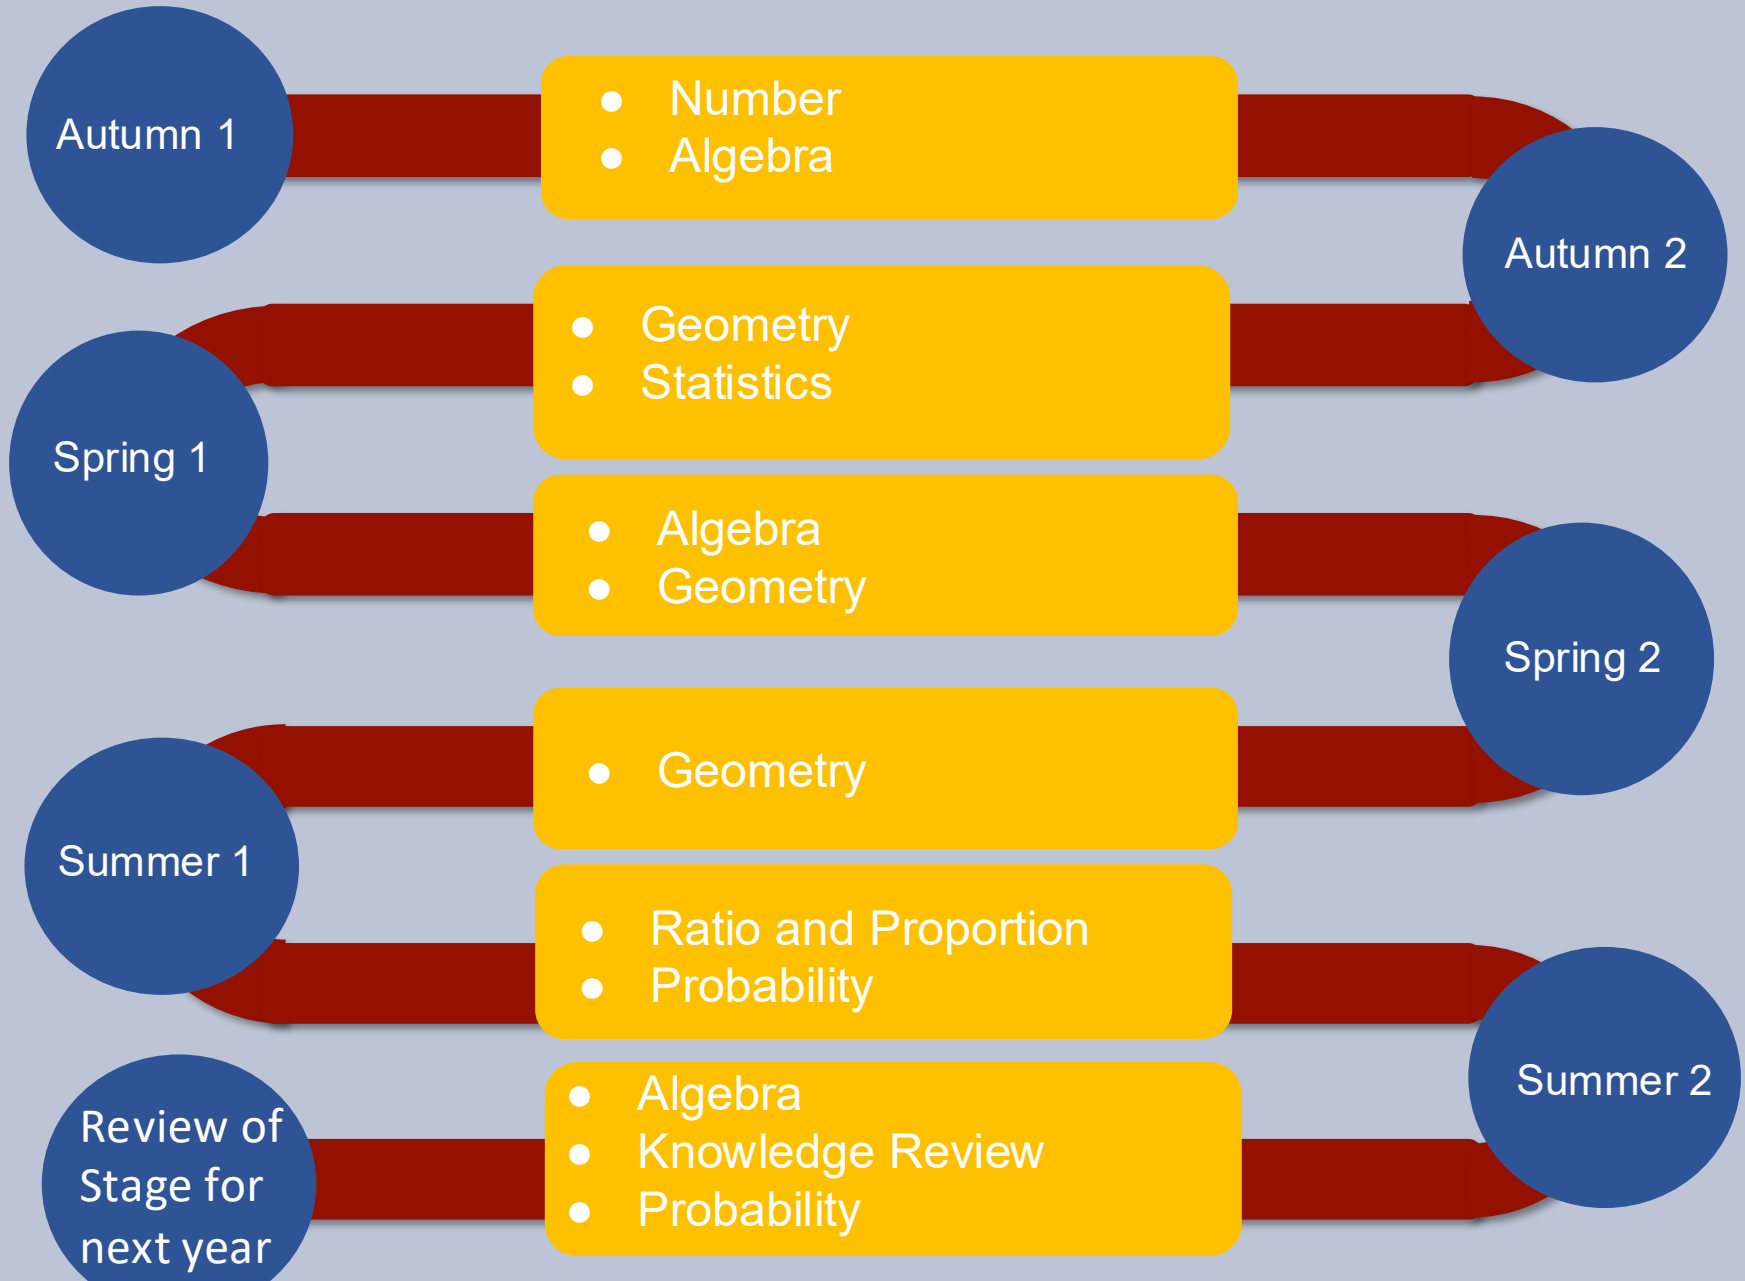 Autumn 1
● Number
● Algebra
Autumn 2
● Geometry
● Statistics
Spring 1
● Algebra
● Geometry
Spring 2
● Geometry
Summer 1
● Ratio and Proportion
● Probability
Summer 2
● Algebra
● Knowledge Review
● Probability
Review of
Stage for
next year